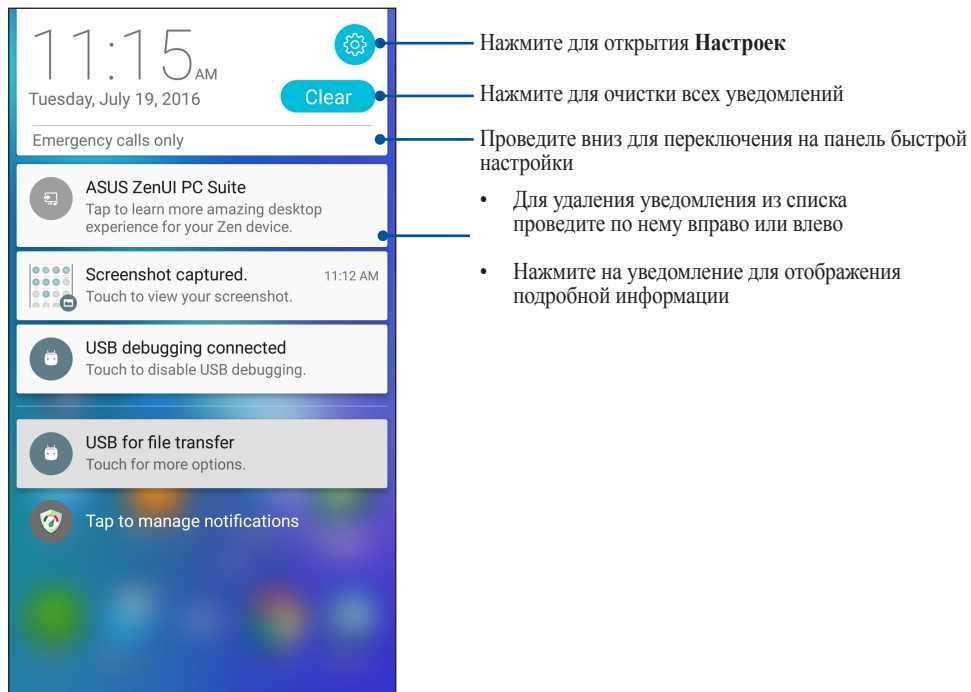 11:15 AM
Tuesday, July 19, 2016
Clear
Emergency calls only
ASUS ZenUI PC Suite
Tap to learn more amazing desktop
experience for your Zen device.
Screenshot captured. 11:12 AM
Touch to view your screenshot.
USB debugging connected
Touch to disable USB debugging.
USB for file transfer
Touch for more options.
Tap to manage notifications
Нажмите для открытия Настроек
Нажмите для очистки всех уведомлений
Проведите вниз для переключения на панель быстрой
настройки
• Для удаления уведомления из списка
проведите по нему вправо или влево
• Нажмите на уведомление для отображения
подробной информации